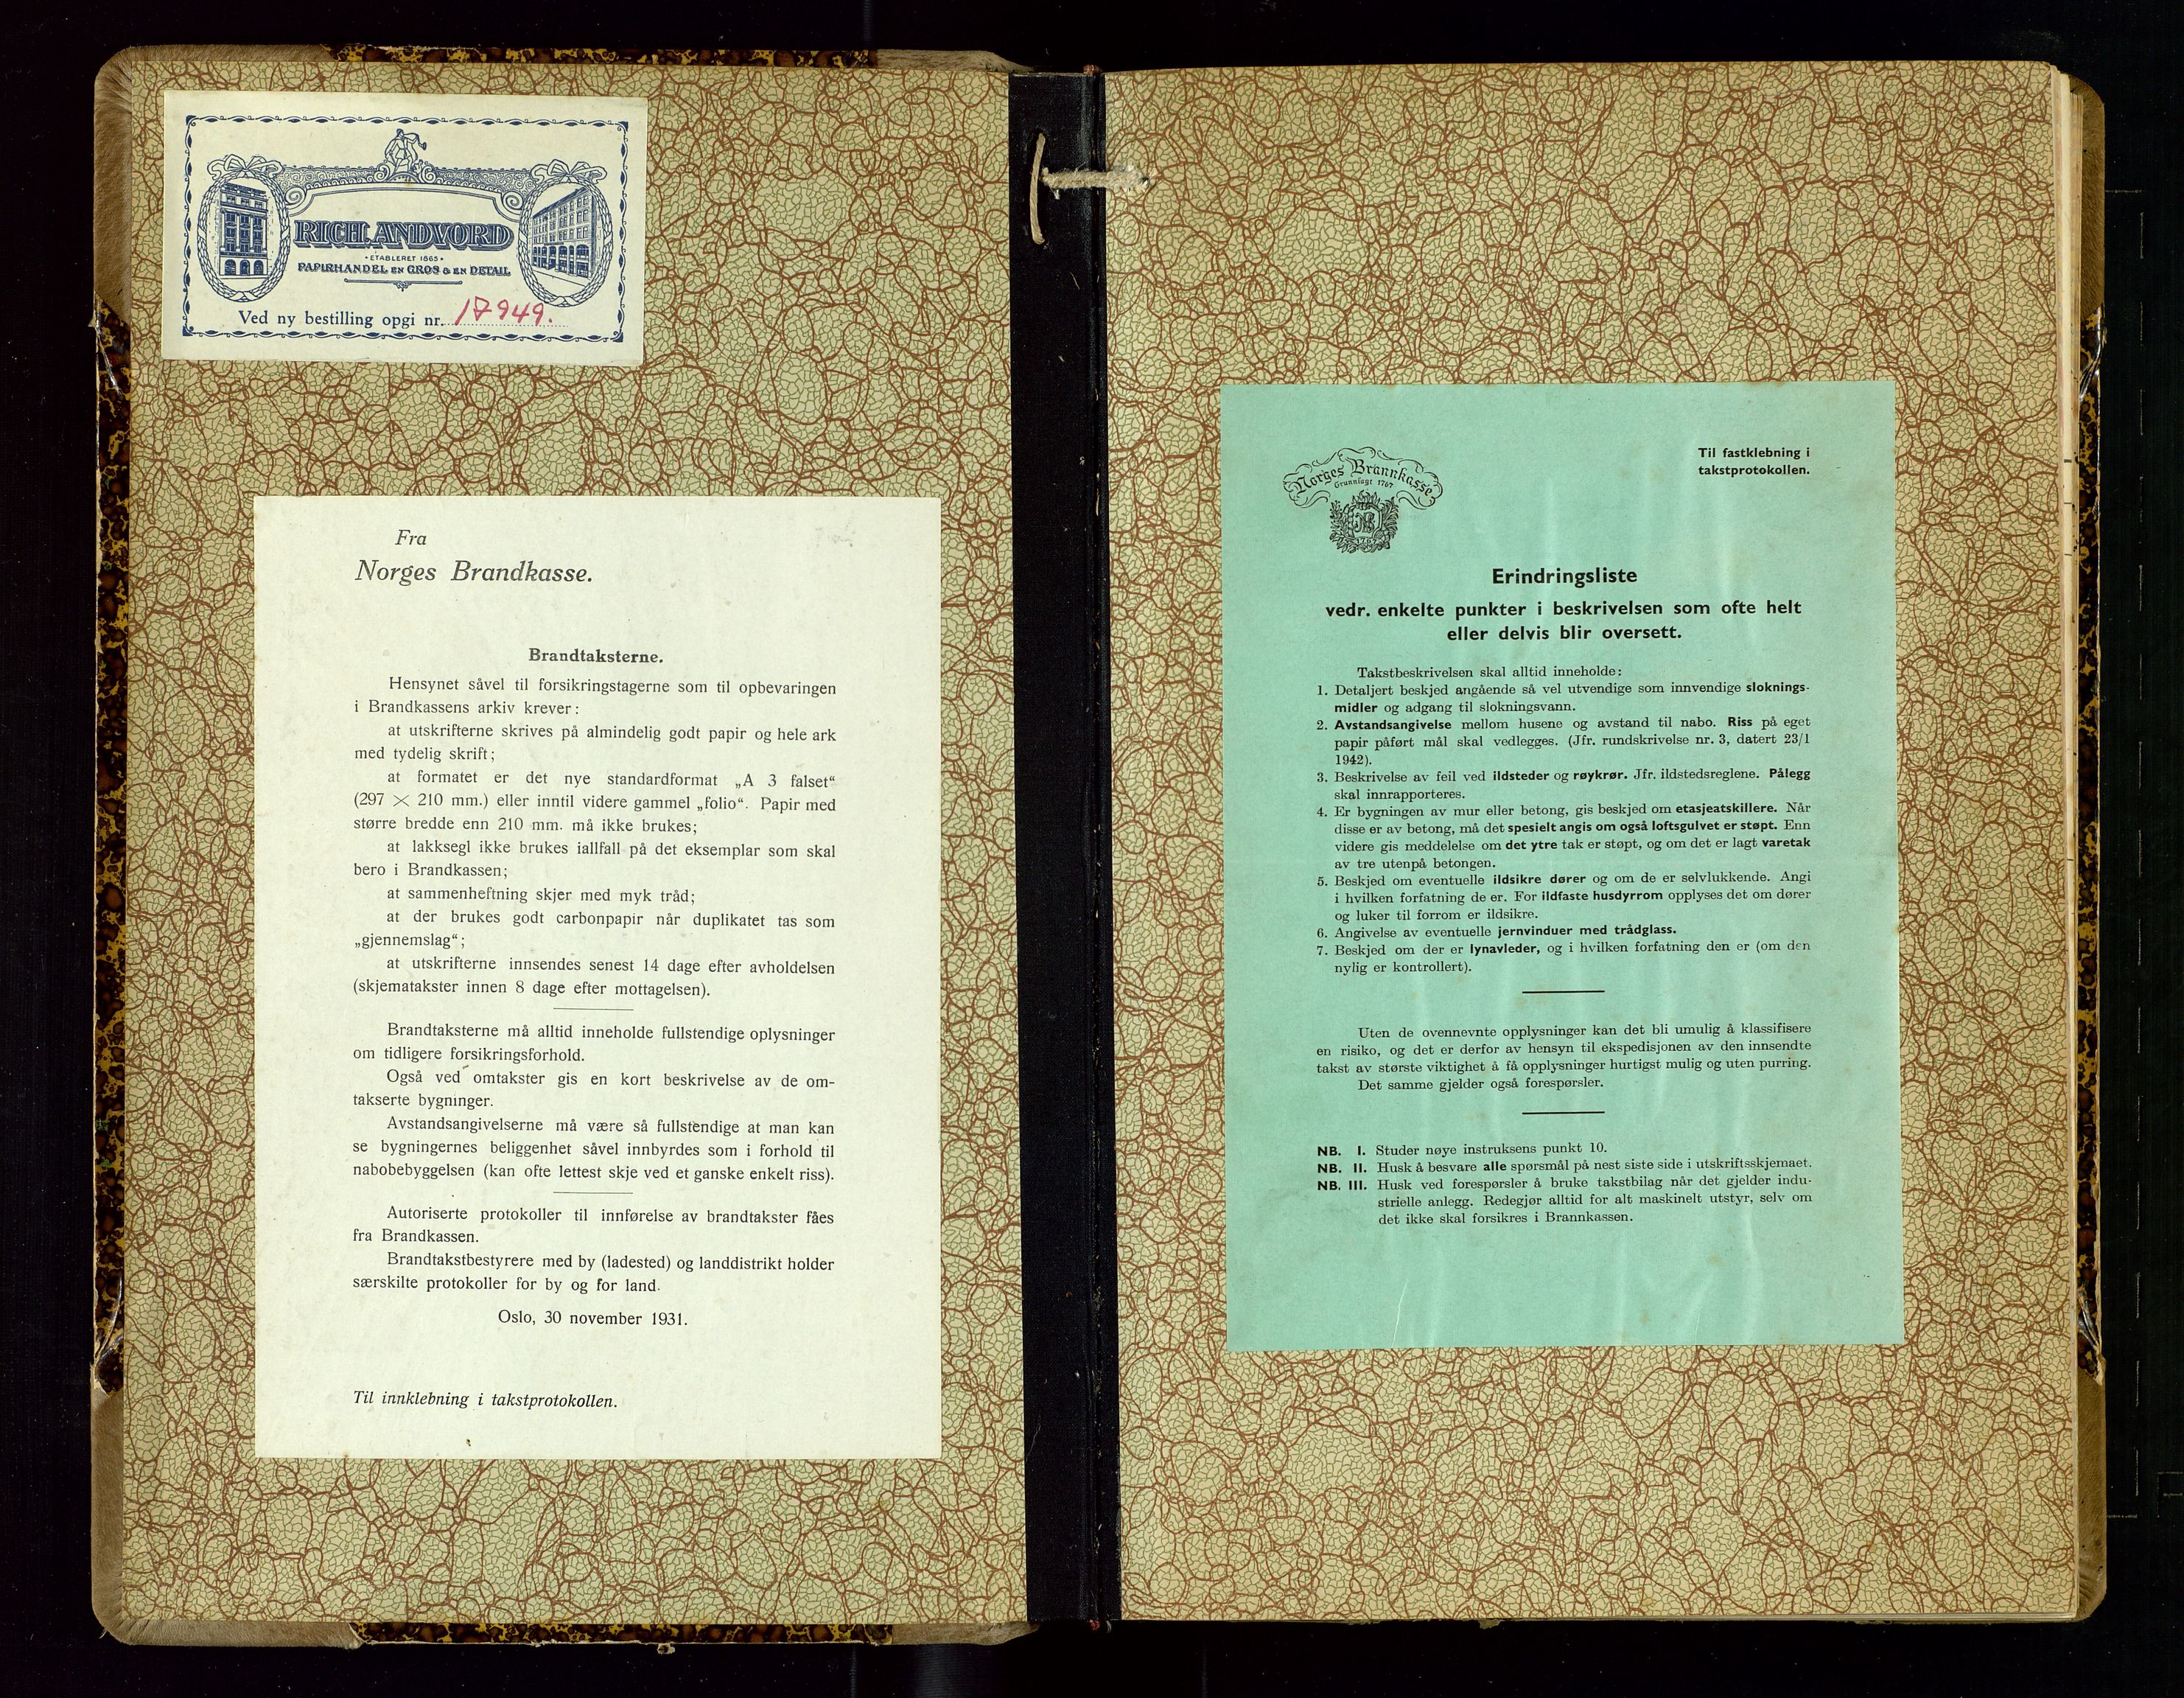 RICH. ANDVORD
• ETABLERET 1865 •
PAPIRHANDEL EN GROS & EN DETAIL
Ved ny bestilling opgi nr. 17949.
Fra
Norges Brandkasse.
Brandtaksterne.
Hensynet såvel til forsikringstagerne som til opbevaringen
i Brandkassens arkiv krever:
at utskrifterne skrives på almindelig godt papir og hele ark
med tydelig skrift;
at formatet er det nye standardformat „A 3 falset“
(297 × 210 mm.) eller inntil videre gammel „folio“. Papir med
større bredde enn 210 mm. må ikke brukes;
at lakksegl ikke brukes iallfall på det eksemplar som skal
bero i Brandkassen;
at sammenheftning skjer med myk tråd;
at der brukes godt carbonpapir når duplikatet tas som
„gjennemslag“;
at utskrifterne innsendes senest 14 dage efter avholdelsen
(skjematakster innen 8 dage efter mottagelsen).
Brandtaksterne må alltid inneholde fullstendige oplysninger
om tidligere forsikringsforhold.
Også ved omtakster gis en kort beskrivelse av de om-
takserte bygninger.
Avstandsangivelserne må være så fullstendige at man kan
se bygningernes beliggenhet såvel innbyrdes som i forhold til
nabobebyggelsen (kan ofte lettest skje ved et ganske enkelt riss).
Autoriserte protokoller til innførelse av brandtakster fåes
fra Brandkassen.
Brandtakstbestyrere med by (ladested) og landdistrikt holder
særskilte protokoller for by og for land.
Oslo, 30 november 1931.
Til innklebning i takstprotokollen.
Norges Brannkasse
Grunnlagt 1767
1767
Til fastklebning i
takstprotokollen.
Erindringsliste
vedr. enkelte punkter i beskrivelsen som ofte helt
eller delvis blir oversett.
Takstbeskrivelsen skal alltid inneholde:
1. Detaljert beskjed angående så vel utvendige som innvendige sloknings-
midler og adgang til slokningsvann.
2. Avstandsangivelse mellom husene og avstand til nabo. Riss på eget
papir påført mål skal vedlegges. (Jfr. rundskrivelse nr. 3, datert 23/1
1942).
3. Beskrivelse av feil ved ildsteder og røykrør. Jfr. ildstedsreglene. Pålegg
skal innrapporteres.
4. Er bygningen av mur eller betong, gis beskjed om etasjeatskillere. Når
disse er av betong, må det spesielt angis om også loftsgulvet er støpt. Enn
videre gis meddelelse om det ytre tak er støpt, og om det er lagt varetak
av tre utenpå betongen.
5. Beskjed om eventuelle ildsikre dører og om de er selvlukkende. Angi
i hvilken forfatning de er. For ildfaste husdyrrom opplyses det om dører
og luker til forrom er ildsikre.
6. Angivelse av eventuelle jernvinduer med trådglass.
7. Beskjed om der er lynavleder, og i hvilken forfatning den er (om den
nylig er kontrollert).
Uten de ovennevnte opplysninger kan det bli umulig å klassifisere
en risiko, og det er derfor av hensyn til ekspedisjonen av den innsendte
takst av største viktighet å få opplysninger hurtigst mulig og uten purring.
Det samme gjelder også forespørsler.
NB. I. Studer nøye instruksens punkt 10.
NB. II. Husk å besvare alle spørsmål på nest siste side i utskriftsskjemaet.
NB. III. Husk ved forespørsler å bruke takstbilag når det gjelder indu-
strielle anlegg. Redegjør alltid for alt maskinelt utstyr, selv om
det ikke skal forsikres i Brannkassen.